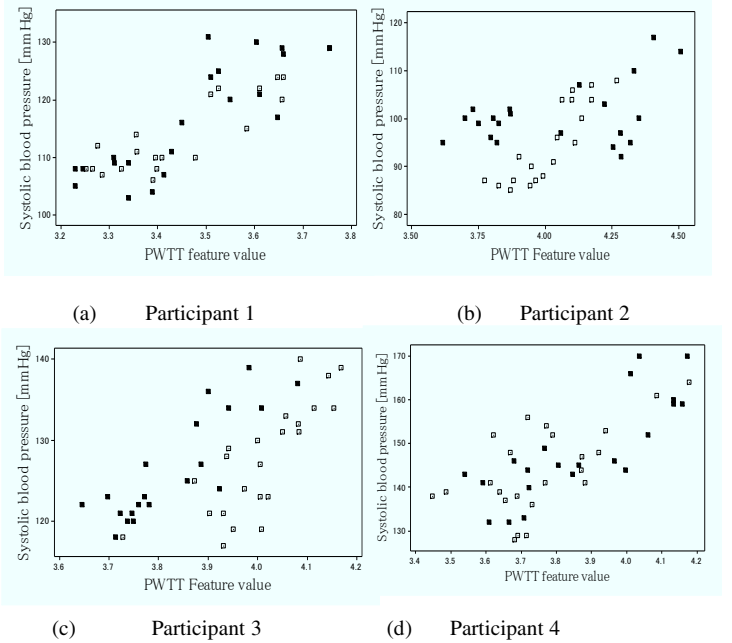 Systolic blood pressure [mmHg]
130
120
110
100
3.2 3.3 3.4 3.5 3.6 3.7 3.8
PWTT feature value
(a) Participant 1
Systolic blood pressure [mmHg]
120
110
100
90
80
3.50 3.75 4.00 4.25 4.50
PWTT Feature value
(b) Participant 2
Systolic blood pressure [mmHg]
140
130
120
3.6 3.7 3.8 3.9 4.0 4.1 4.2
PWTT Feature value
(c) Participant 3
Systolic blood pressure [mmHg]
170
160
150
140
130
3.4 3.5 3.6 3.7 3.8 3.9 4.0 4.1 4.2
PWTT feature value
(d) Participant 4